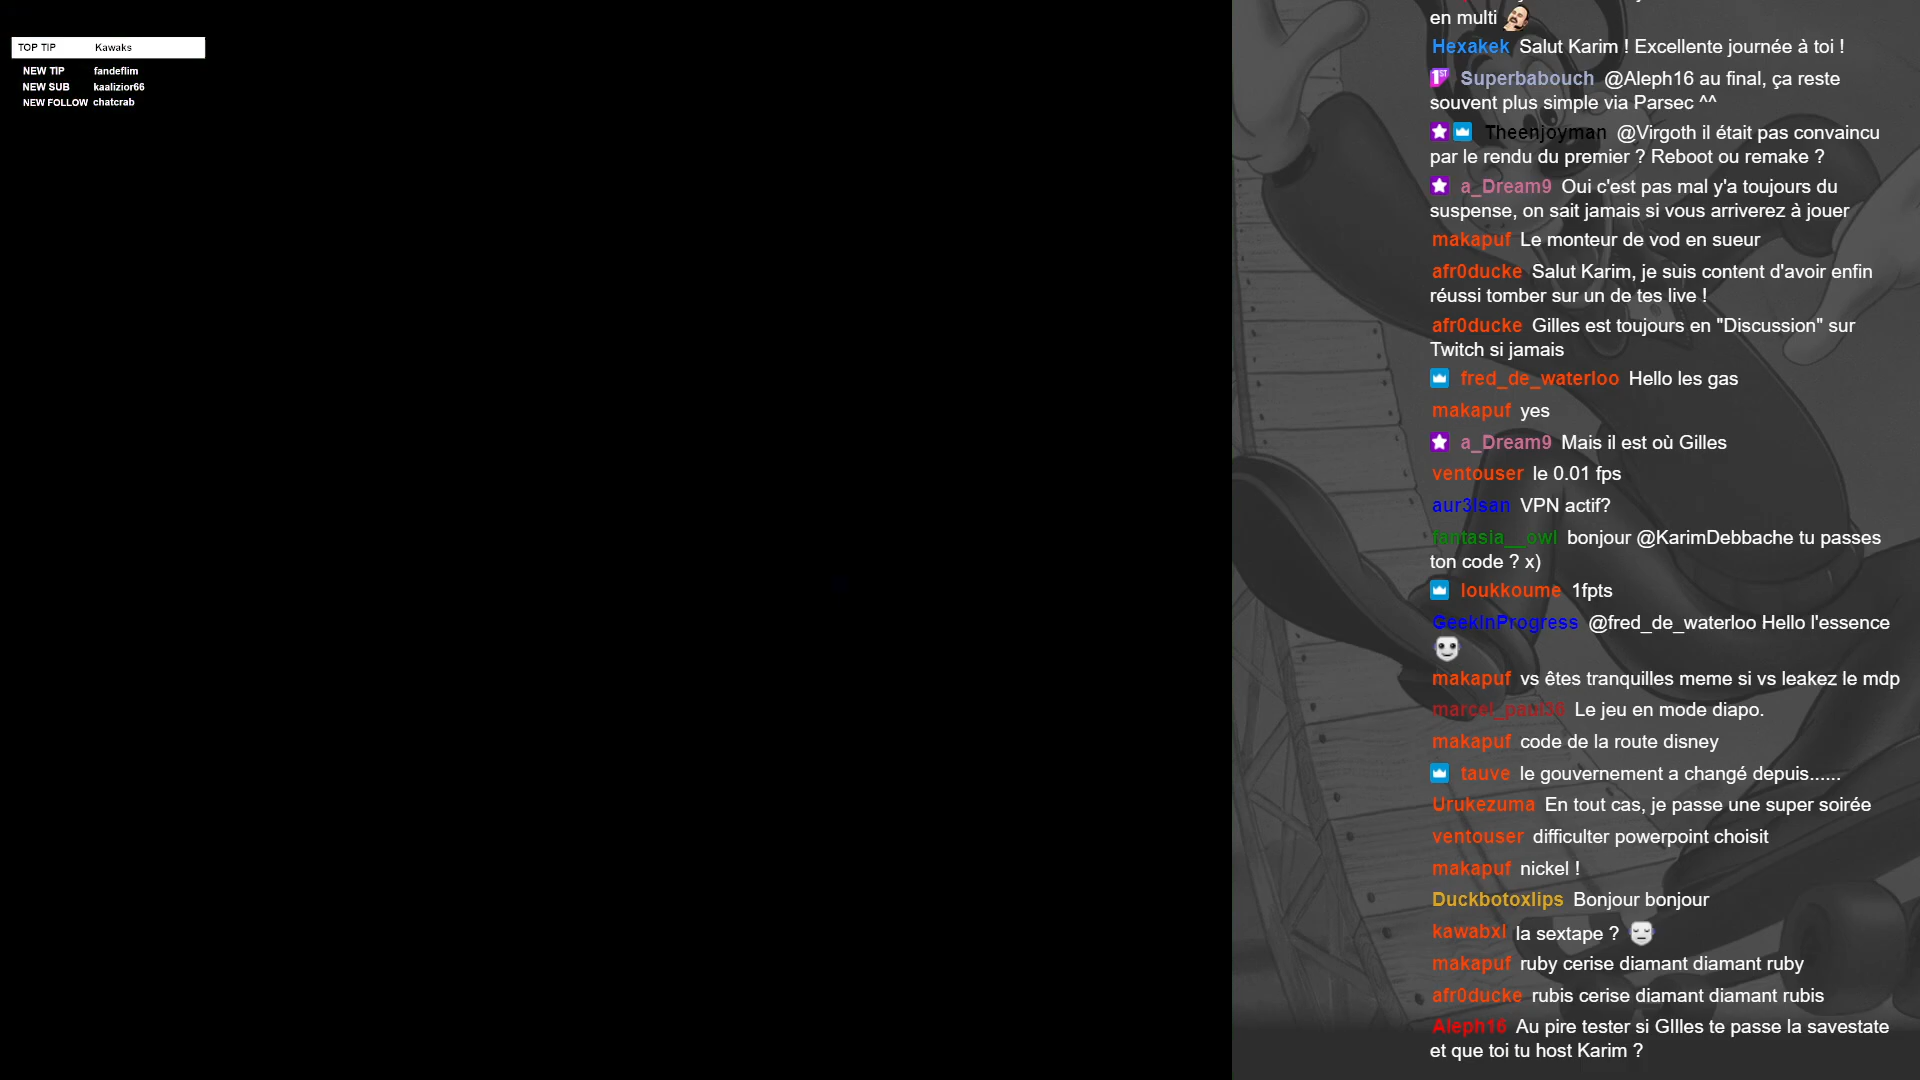 TOP TIP Kawaks
NEW TIP fandeflim
NEW SUB kaalizior66
NEW FOLLOW chatcrab
en multi
Hexakek Salut Karim ! Excellente journée à toi !
1ST Superbabouch @Aleph16 au final, ça reste
souvent plus simple via Parsec ^^
Theenjoyman @Virgoth il était pas convaincu
par le rendu du premier ? Reboot ou remake ?
a_Dream9 Oui c'est pas mal y'a toujours du
suspense, on sait jamais si vous arriverez à jouer
makapuf Le monteur de vod en sueur
afr0ducke Salut Karim, je suis content d'avoir enfin
réussi tomber sur un de tes live !
afr0ducke Gilles est toujours en "Discussion" sur
Twitch si jamais
fred_de_waterloo Hello les gas
makapuf yes
a_Dream9 Mais il est où Gilles
ventouser le 0.01 fps
aur3lsan VPN actif?
fantasia__owl bonjour @KarimDebbache tu passes
ton code ? x)
loukkoume 1fpts
GeekInProgress @fred_de_waterloo Hello l'essence
makapuf vs êtes tranquilles meme si vs leakez le mdp
marcel_paul36 Le jeu en mode diapo.
makapuf code de la route disney
tauve le gouvernement a changé depuis......
Urukezuma En tout cas, je passe une super soirée
ventouser difficulter powerpoint choisit
makapuf nickel !
Duckbotoxlips Bonjour bonjour
kawabxl la sextape ?
makapuf ruby cerise diamant diamant ruby
afr0ducke rubis cerise diamant diamant rubis
Aleph16 Au pire tester si GIlles te passe la savestate
et que toi tu host Karim ?